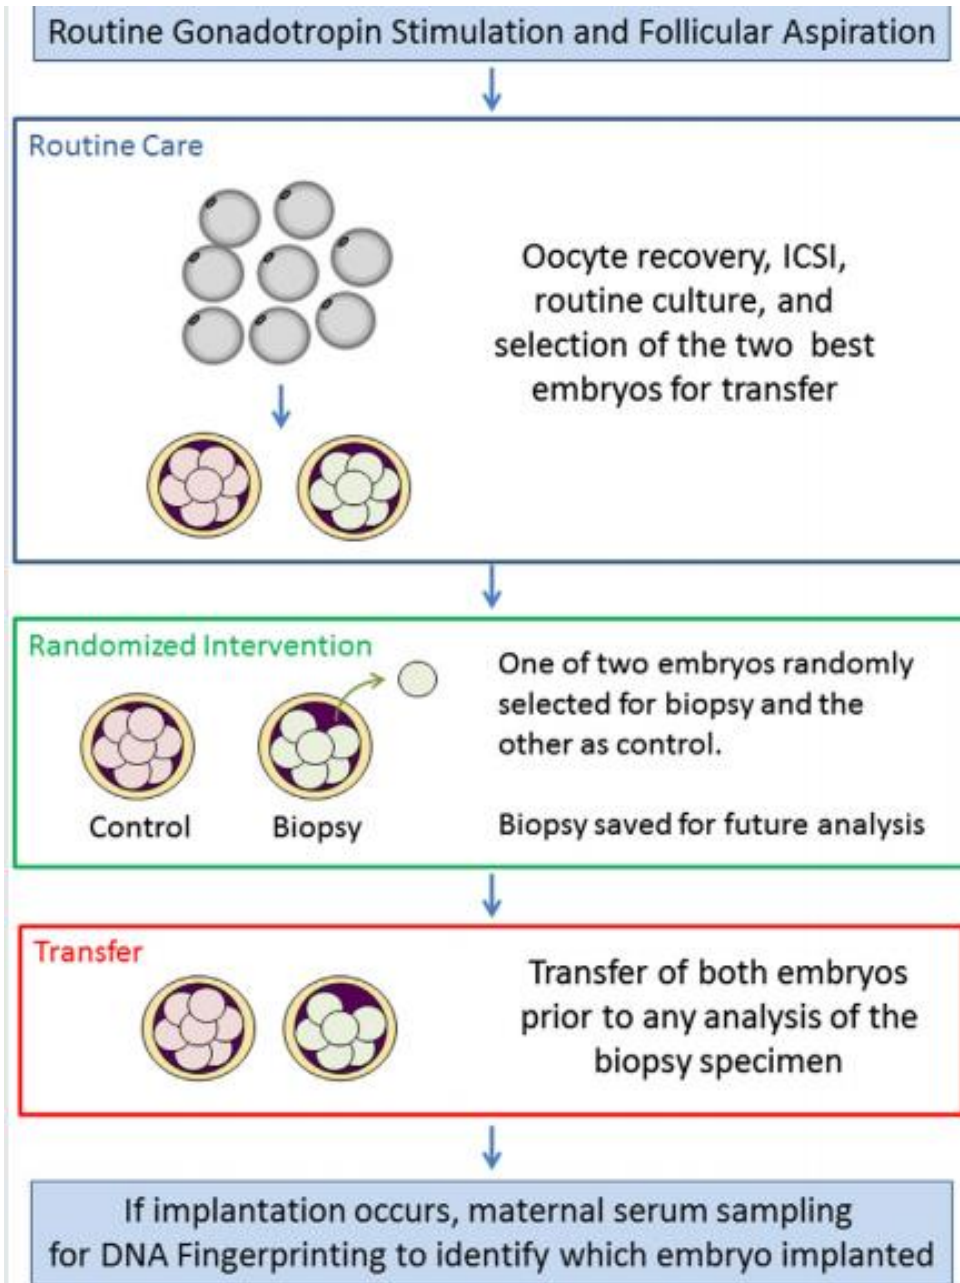 Routine Gonadotropin Stimulation and Follicular Aspiration
Routine Care
Oocyte recovery, ICSI,
routine culture, and
selection of the two best
embryos for transfer
Randomized Intervention
One of two embryos randomly
selected for biopsy and the
other as control.
Control
Biopsy
Biopsy saved for future analysis
Transfer
Transfer of both embryos
prior to any analysis of the
biopsy specimen
If implantation occurs, maternal serum sampling
for DNA Fingerprinting to identify which embryo implanted